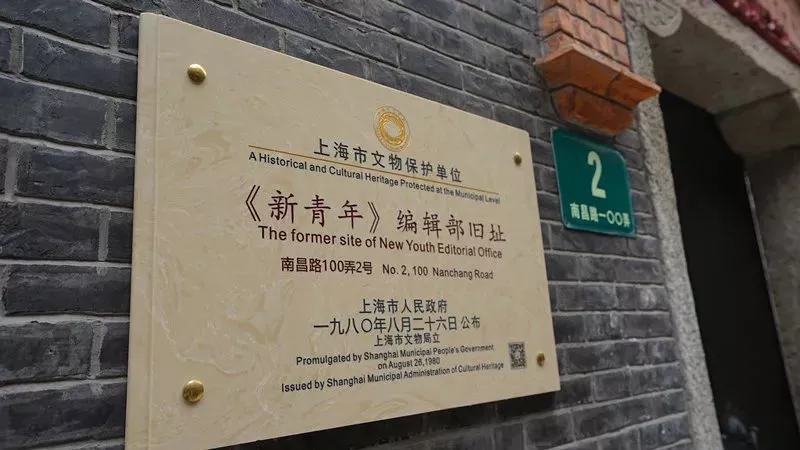 上海市文物保护单位
A Historical and Cultural Heritage Protected at the Municipal Level
《新青年》编辑部旧址
The former site of New Youth Editorial Office
南昌路100弄2号 No. 2, 100 Nanchang Road
上海市人民政府
一九八〇年八月二十六日 公布
上海市文物局立
Promulgated by Shanghai Municipal People's Government
on August 26, 1980
Issued by Shanghai Municipal Administration of Cultural Heritage
2
南昌路一〇〇弄